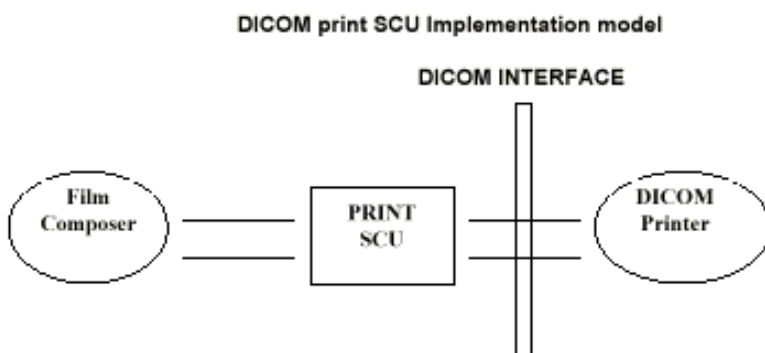 DICOM print SCU Implementation model
DICOM INTERFACE
Film
Composer
PRINT
SCU
DICOM
Printer